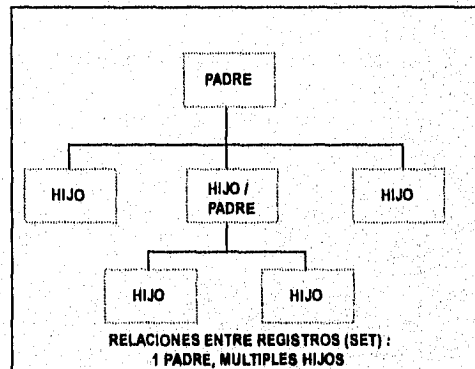 PADRE
HIJO
HIJO /
PADRE
HIJO
HIJO
HIJO
RELACIONES ENTRE REGISTROS (SET) :
1 PADRE, MULTIPLES HIJOS